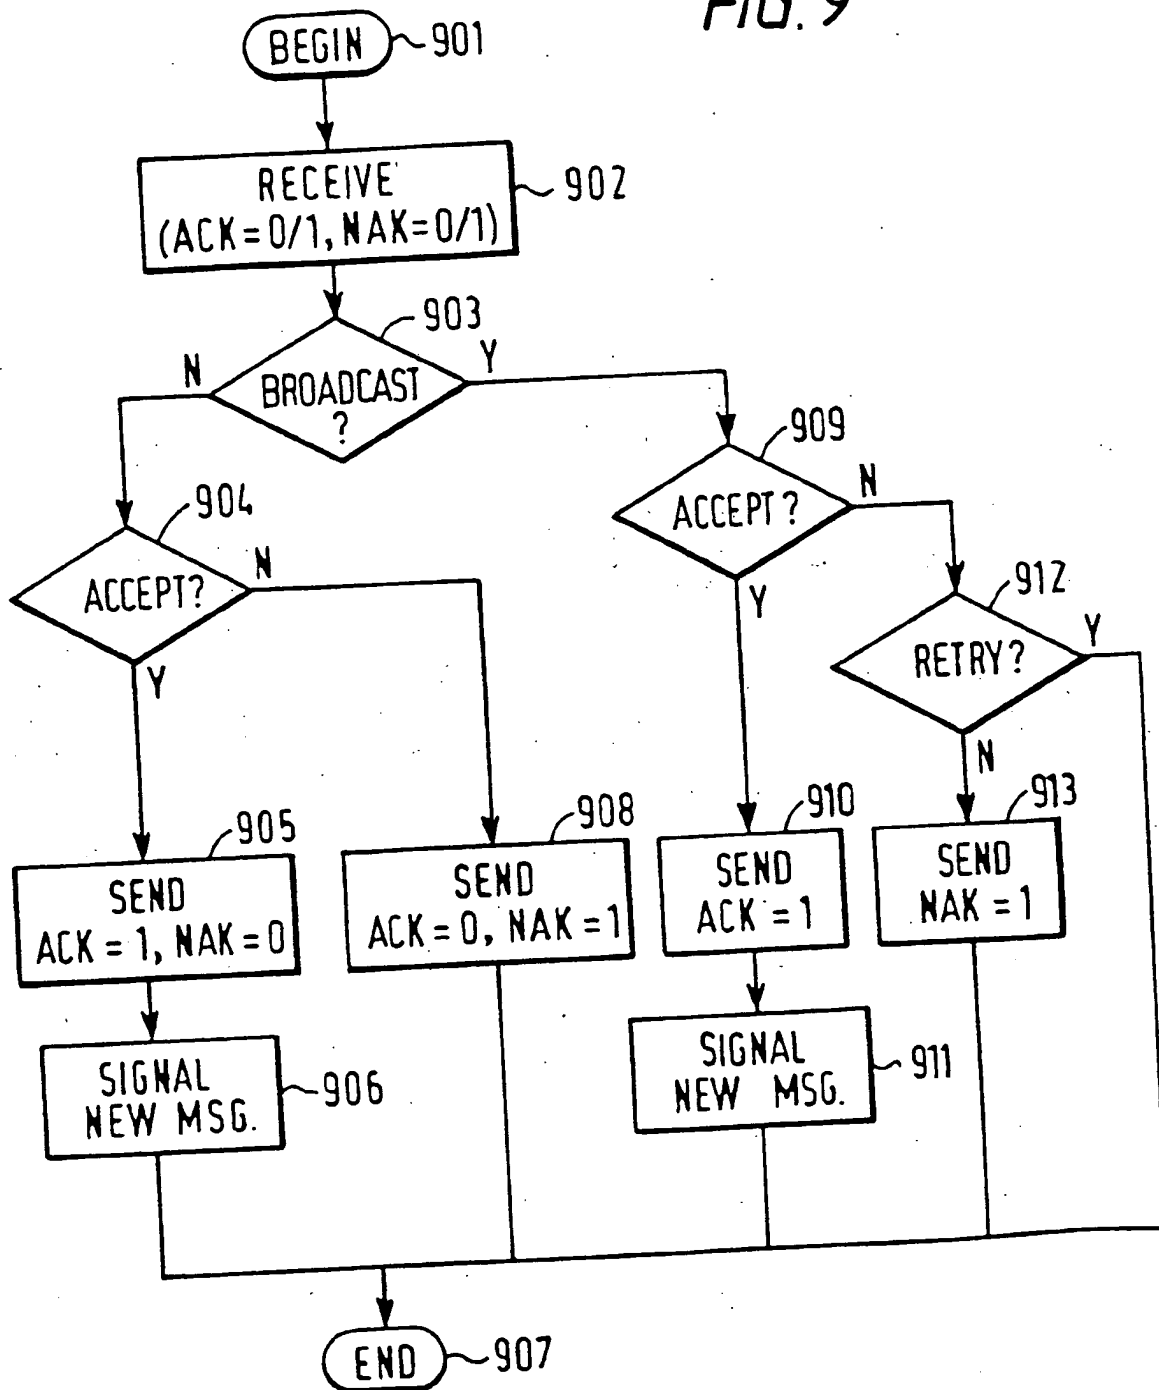 FIG. 9
BEGIN 901
RECEIVE
(ACK=0/1, NAK=0/1)
902
903
N
Y
BROADCAST
?
909
904
ACCEPT?
N
ACCEPT?
N
912
Y
Y
RETRY?
Y
N
905
908
910
913
SEND
ACK = 1, NAK=0
SEND
ACK=0, NAK=1
SEND
ACK = 1
SEND
NAK = 1
SIGNAL
NEW MSG.
906
SIGNAL
NEW MSG.
911
END 907